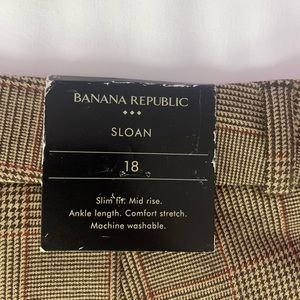 BANANA REPUBLIC
SLOAN
18
Slim fit. Mid rise.
Ankle length. Comfort stretch.
Machine washable.